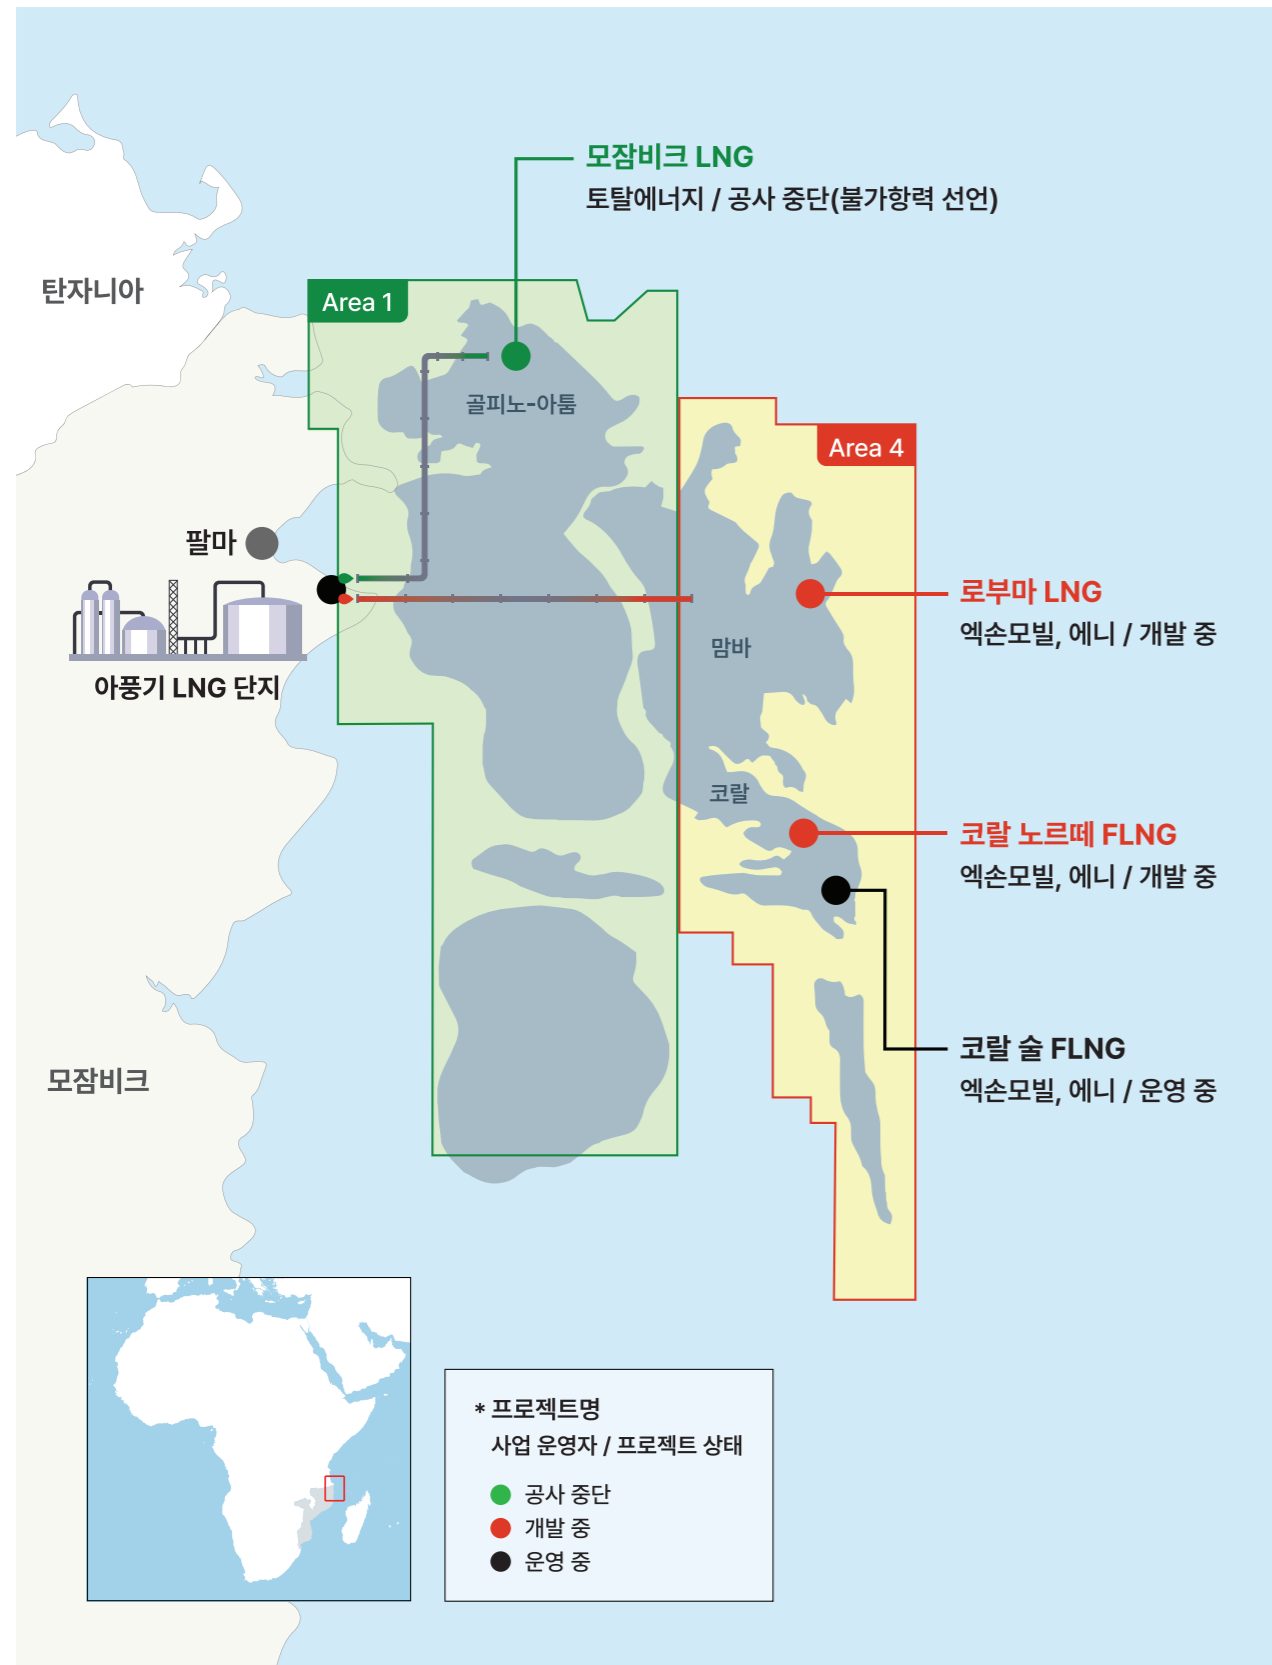 모잠비크 LNG
토탈에너지 / 공사 중단(불가항력 선언)
탄자니아
Area 1
골피노-아툼
Area 4
팔마
로부마 LNG
엑손모빌, 에니 / 개발 중
맘바
아풍기 LNG 단지
코랄
코랄 노르떼 FLNG
엑손모빌, 에니 / 개발 중
코랄 술 FLNG
엑손모빌, 에니 / 운영 중
모잠비크
* 프로젝트명
사업 운영자 / 프로젝트 상태
공사 중단
개발 중
운영 중